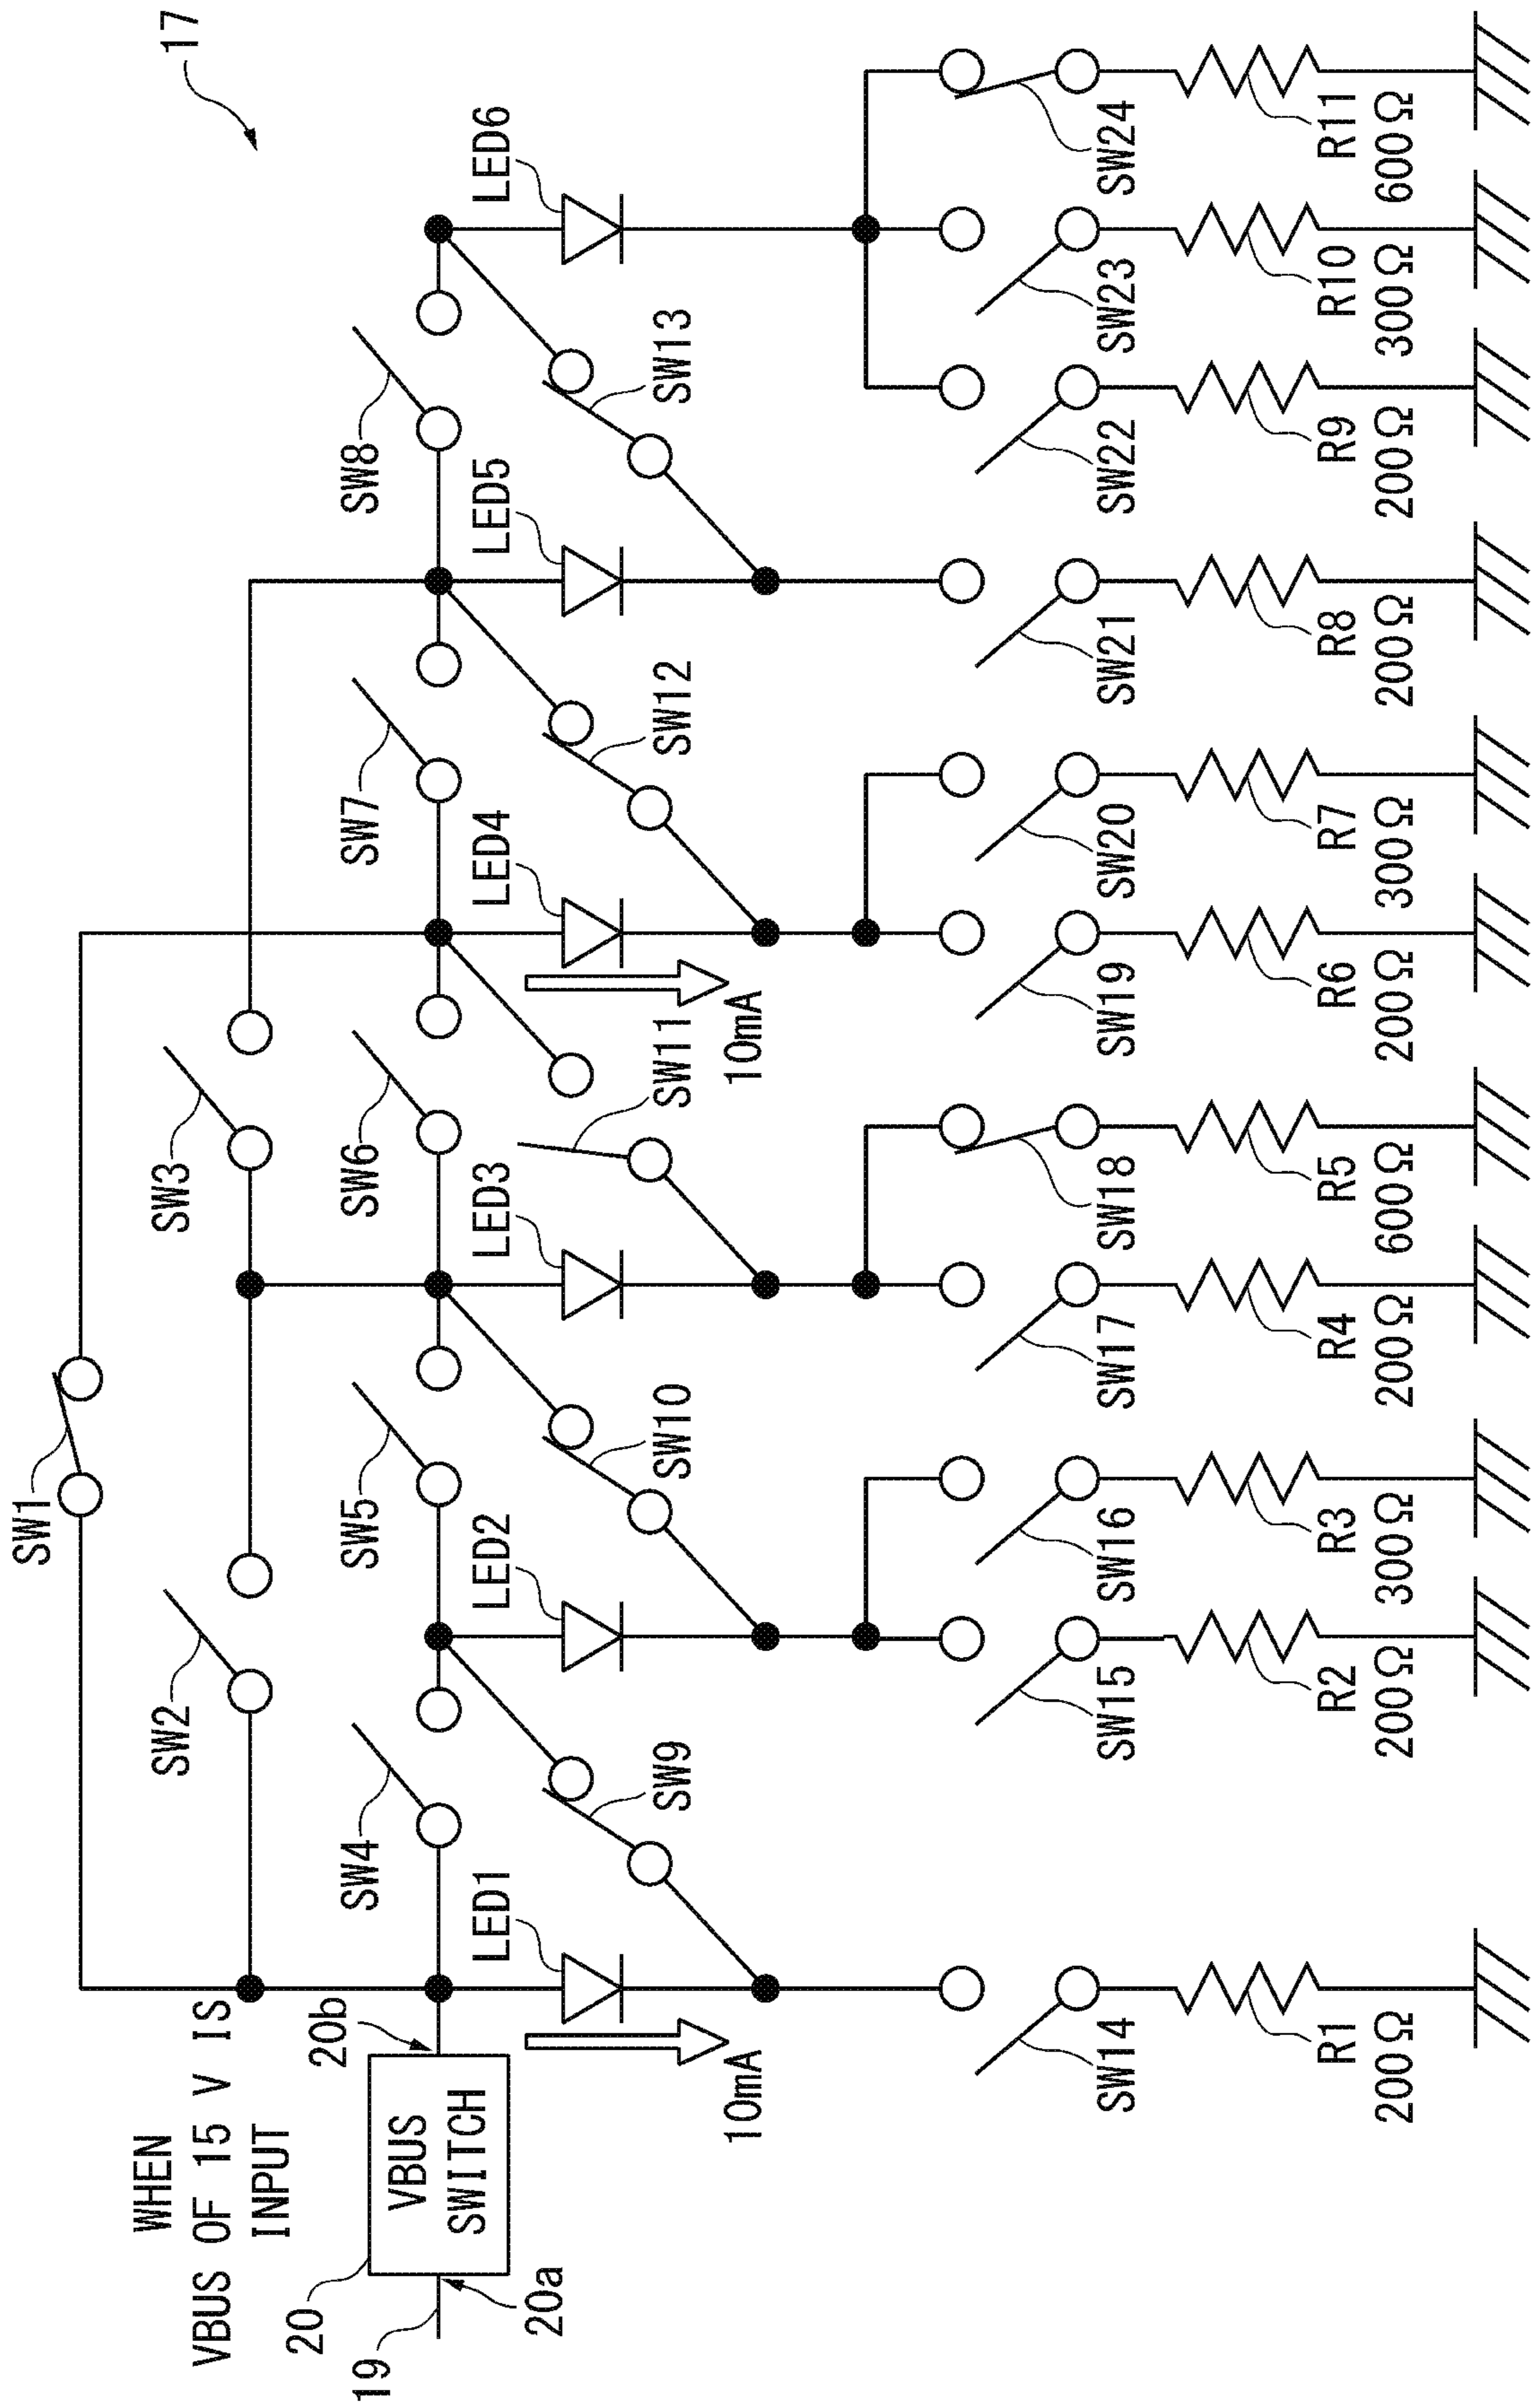 17
WHEN
VBUS OF 15 V IS
INPUT
SW1
SW2
SW3
20
19
20a
20b
VBUS
SWITCH
SW4
SW5
SW6
SW7
SW8
LED1
LED2
LED3
LED4
LED5
LED6
SW9
SW10
SW11
SW12
SW13
10mA
10mA
SW14
SW15
SW16
SW17
SW18
SW19
SW20
SW21
SW22
SW23
SW24
R1
200Ω
R2
200Ω
R3
300Ω
R4
200Ω
R5
600Ω
R6
200Ω
R7
300Ω
R8
200Ω
R9
200Ω
R10
300Ω
R11
600Ω